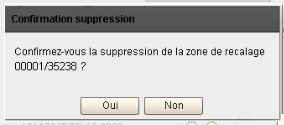 Confirmation suppression
Confirmez-vous la suppression de la zone de recalage
00001/35238 ?
Oui
Non